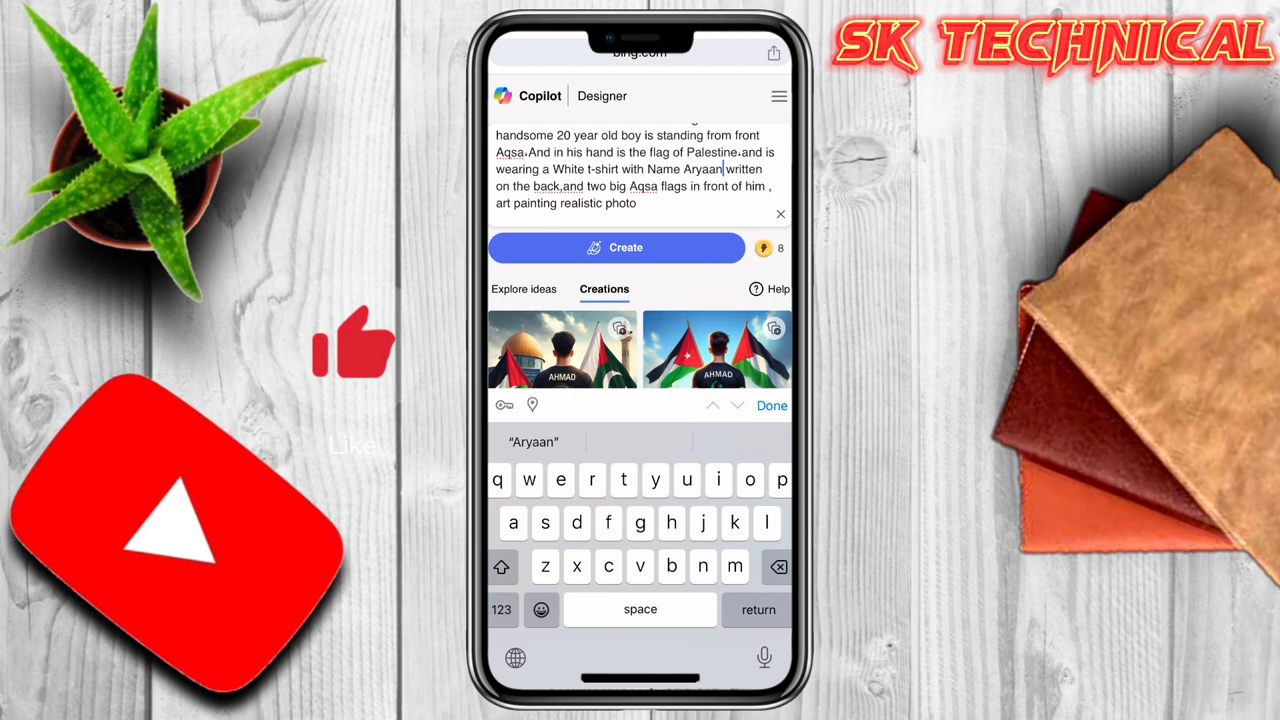 SK TECHNICAL
bing.com
Copilot | Designer
handsome 20 year old boy is standing from front
Aqsa.And in his hand is the flag of Palestine.and is
wearing a White t-shirt with Name Aryaan written
on the back,and two big Aqsa flags in front of him ,
art painting realistic photo
Create
8
Explore ideas
Creations
Help
AHMAD
AHMAD
Done
Like
“Aryaan”
q w e r t y u i o p
a s d f g h j k l
z x c v b n m
123
space
return